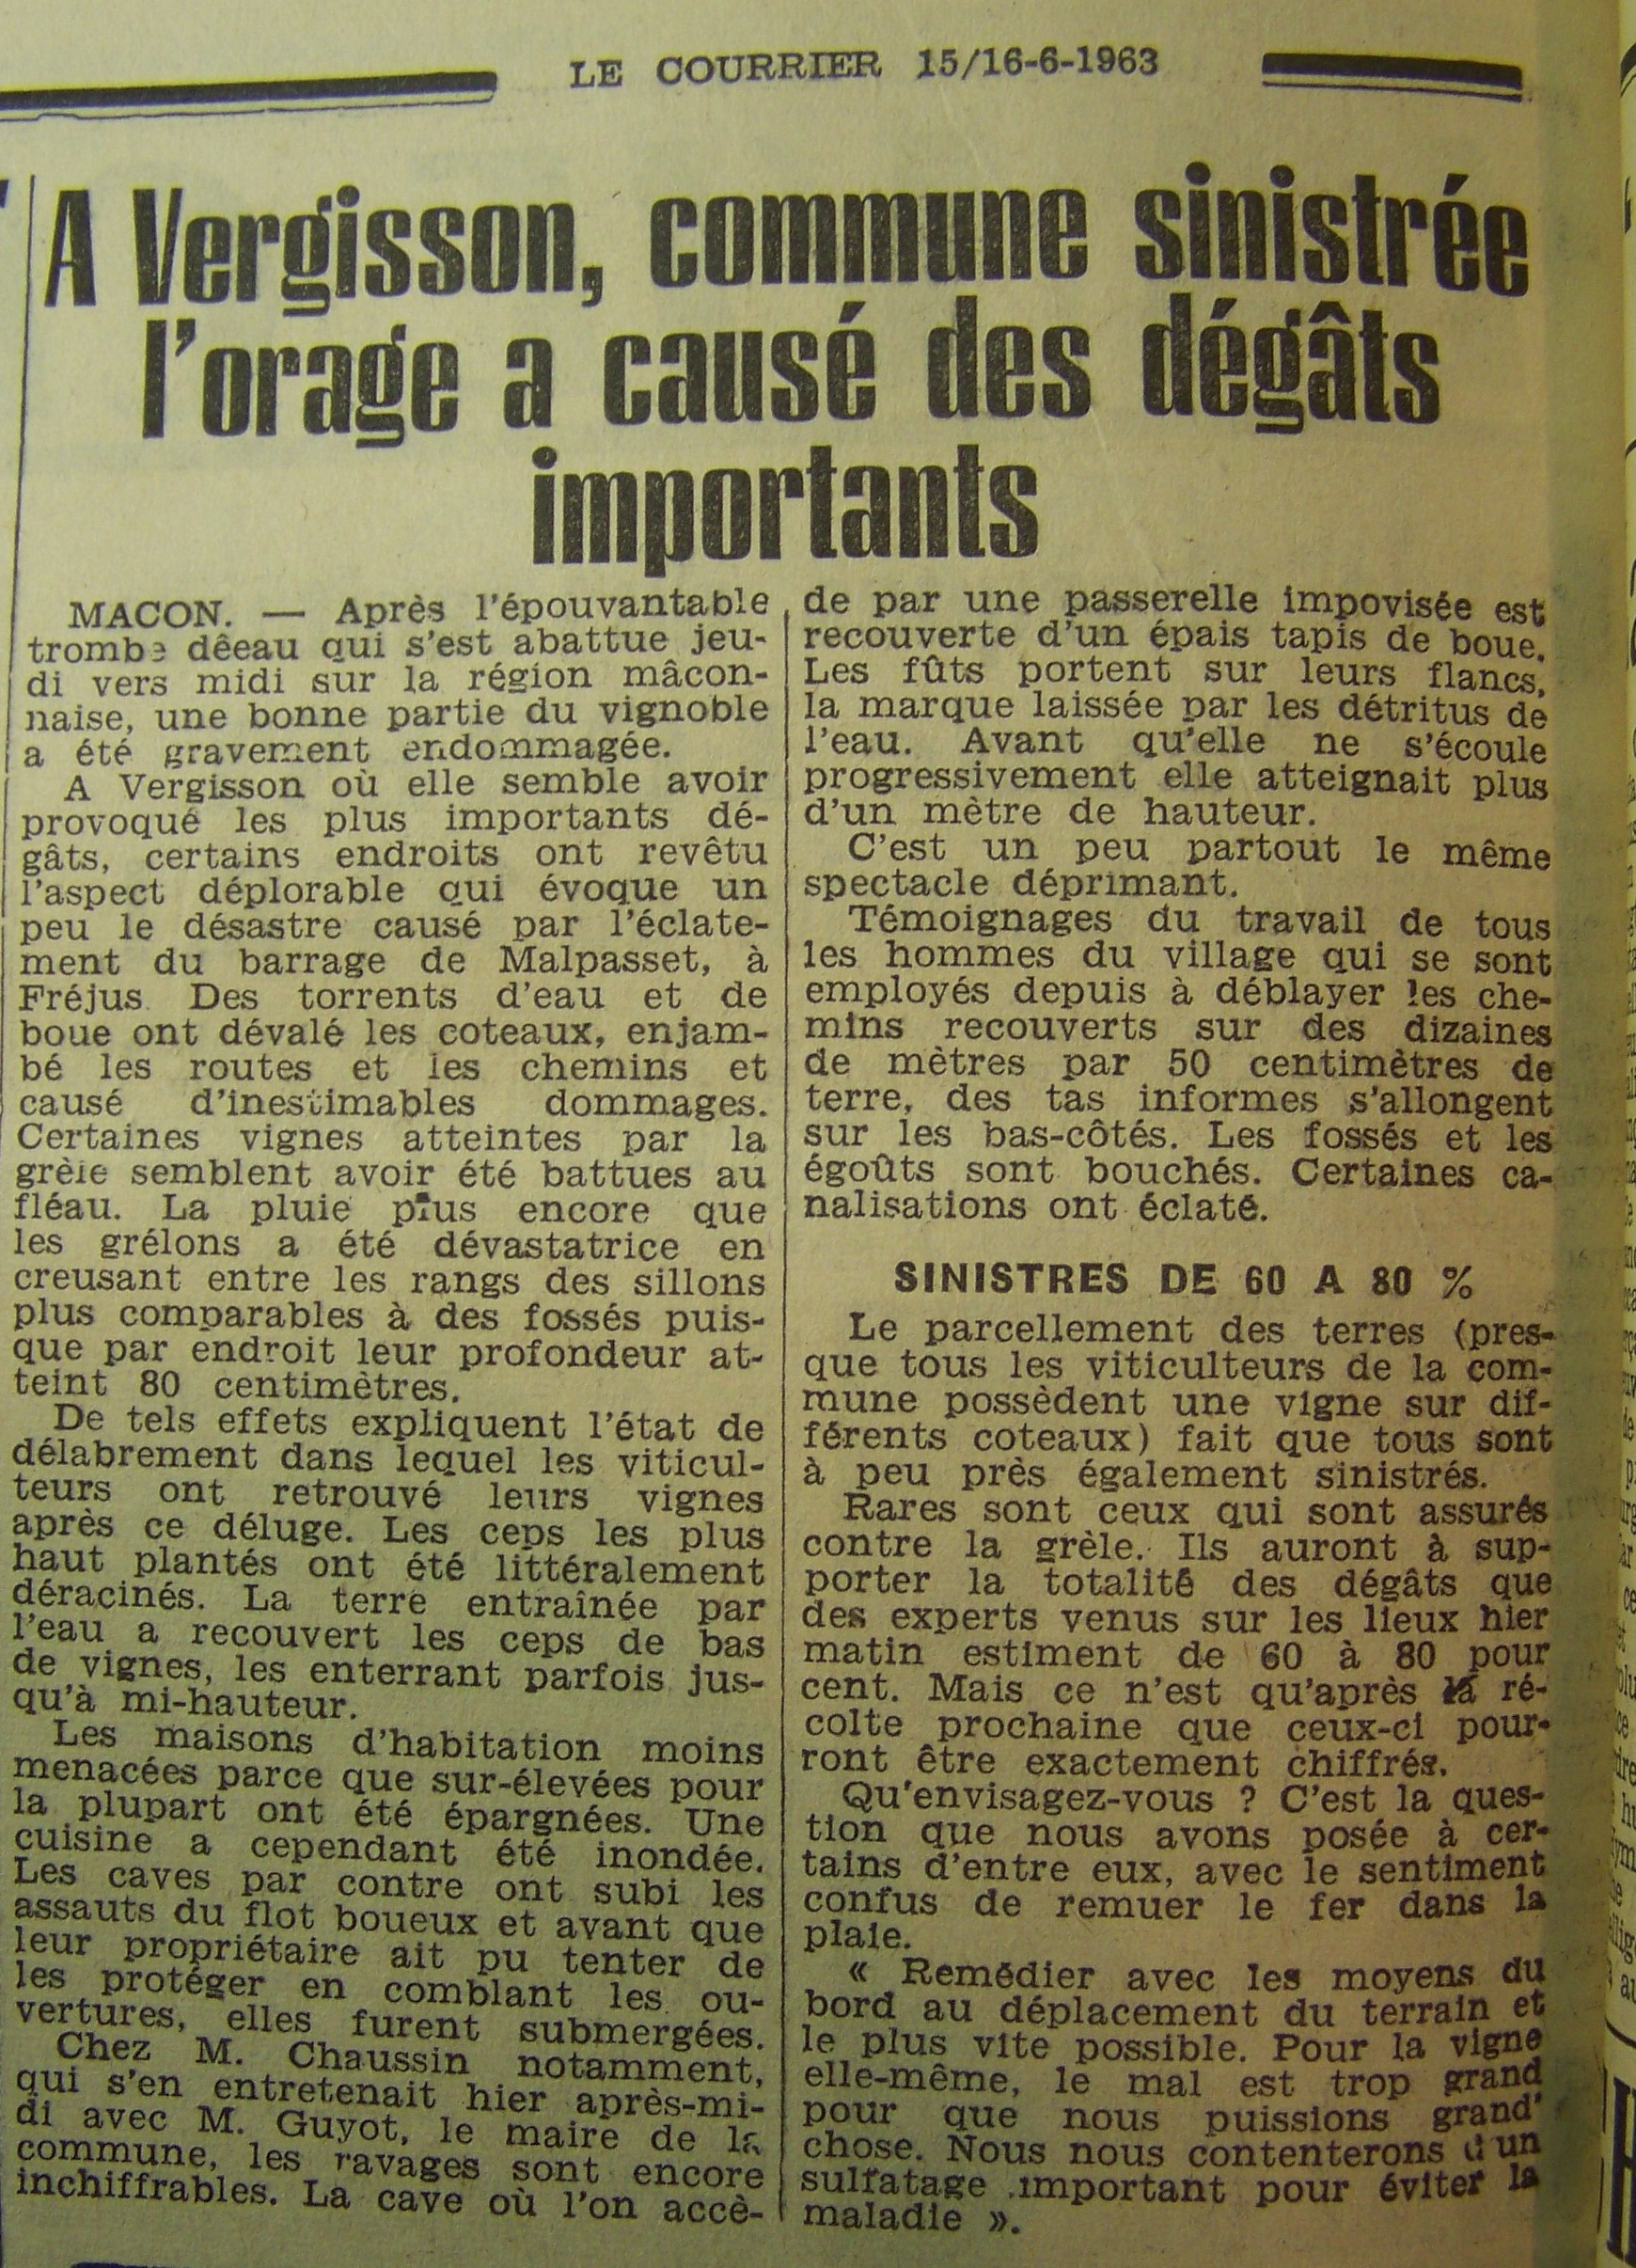 LE COURRIER 15/16-6-1963
A Vergisson, commune sinistrée
l'orage a causé des dégâts
importants
MACON. — Après l'épouvantable
trombe dêeau qui s'est abattue jeu-
di vers midi sur la région mâcon-
naise, une bonne partie du vignoble
a été gravement endommagée.
A Vergisson où elle semble avoir
provoqué les plus importants dé-
gâts, certains endroits ont revêtu
l'aspect déplorable qui évoque un
peu le désastre causé par l'éclate-
ment du barrage de Malpasset, à
Fréjus. Des torrents d'eau et de
boue ont dévalé les coteaux, enjam-
bé les routes et les chemins et
causé d'inestimables dommages.
Certaines vignes atteintes par la
grèle semblent avoir été battues au
fléau. La pluie plus encore que
les grélons a été dévastatrice en
creusant entre les rangs des sillons
plus comparables à des fossés puis-
que par endroit leur profondeur at-
teint 80 centimètres.
De tels effets expliquent l'état de
délabrement dans lequel les viticul-
teurs ont retrouvé leurs vignes
après ce déluge. Les ceps les plus
haut plantés ont été littéralement
déracinés. La terre entraînée par
l'eau a recouvert les ceps de bas
de vignes, les enterrant parfois jus-
qu'à mi-hauteur.
Les maisons d'habitation moins
menacées parce que sur-élevées pour
la plupart ont été épargnées. Une
cuisine a cependant été inondée.
Les caves par contre ont subi les
assauts du flot boueux et avant que
leur propriétaire ait pu tenter de
les protéger en comblant les ou-
vertures, elles furent submergées.
Chez M. Chaussin notamment,
qui s'en entretenait hier après-mi-
di avec M. Guyot, le maire de la
commune, les ravages sont encore
inchiffrables. La cave où l'on accè-
de par une passerelle impovisée est
recouverte d'un épais tapis de boue.
Les fûts portent sur leurs flancs,
la marque laissée par les détritus de
l'eau. Avant qu'elle ne s'écoule
progressivement elle atteignait plus
d'un mètre de hauteur.
C'est un peu partout le même
spectacle déprimant.
Témoignages du travail de tous
les hommes du village qui se sont
employés depuis à déblayer les che-
mins recouverts sur des dizaines
de mètres par 50 centimètres de
terre, des tas informes s'allongent
sur les bas-côtés. Les fossés et les
égoûts sont bouchés. Certaines ca-
nalisations ont éclaté.
SINISTRES DE 60 A 80 %
Le parcellement des terres (pres-
que tous les viticulteurs de la com-
mune possèdent une vigne sur dif-
férents coteaux) fait que tous sont
à peu près également sinistrés.
Rares sont ceux qui sont assurés
contre la grèle. Ils auront à sup-
porter la totalité des dégâts que
des experts venus sur les lieux hier
matin estiment de 60 à 80 pour
cent. Mais ce n'est qu'après la ré-
colte prochaine que ceux-ci pour-
ront être exactement chiffrés.
Qu'envisagez-vous ? C'est la ques-
tion que nous avons posée à cer-
tains d'entre eux, avec le sentiment
confus de remuer le fer dans la
plaie.
« Remédier avec les moyens du
bord au déplacement du terrain et
le plus vite possible. Pour la vigne
elle-même, le mal est trop grand
pour que nous puissions grand'
chose. Nous nous contenterons d'un
sulfatage important pour éviter la
maladie ».